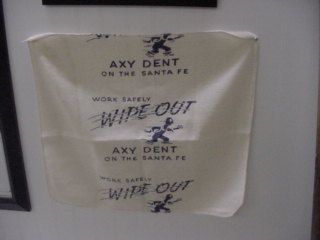 AXY DENT
ON THE SANTA FE
WORK SAFELY
WIPE OUT
AXY DENT
ON THE SANTA FE
WORK SAFELY
WIPE OUT